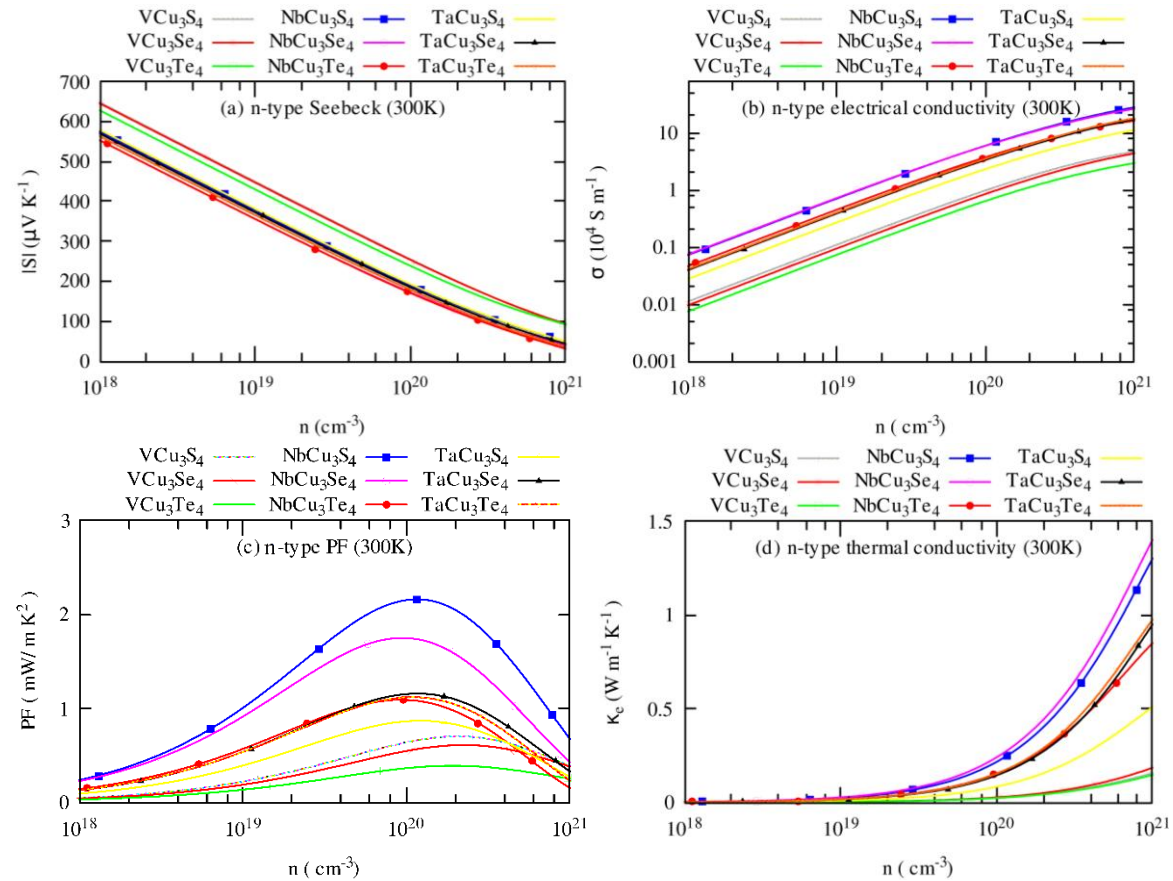 VCu₃S₄ NbCu₃S₄ TaCu₃S₄
VCu₃Se₄ NbCu₃Se₄ TaCu₃Se₄
VCu₃Te₄ NbCu₃Te₄ TaCu₃Te₄
(a) n-type Seebeck (300K)
|S| (μV K⁻¹)
700
600
500
400
300
200
100
0
10¹⁸ 10¹⁹ 10²⁰ 10²¹
n (cm⁻³)
VCu₃S₄ NbCu₃S₄ TaCu₃S₄
VCu₃Se₄ NbCu₃Se₄ TaCu₃Se₄
VCu₃Te₄ NbCu₃Te₄ TaCu₃Te₄
(b) n-type electrical conductivity (300K)
σ (10⁴ S m⁻¹)
10
1
0.1
0.01
0.001
10¹⁸ 10¹⁹ 10²⁰ 10²¹
n ( cm⁻³)
VCu₃S₄ NbCu₃S₄ TaCu₃S₄
VCu₃Se₄ NbCu₃Se₄ TaCu₃Se₄
VCu₃Te₄ NbCu₃Te₄ TaCu₃Te₄
(c) n-type PF (300K)
PF ( mW/ m K²)
3
2
1
0
10¹⁸ 10¹⁹ 10²⁰ 10²¹
n ( cm⁻³)
VCu₃S₄ NbCu₃S₄ TaCu₃S₄
VCu₃Se₄ NbCu₃Se₄ TaCu₃Se₄
VCu₃Te₄ NbCu₃Te₄ TaCu₃Te₄
(d) n-type thermal conductivity (300K)
κₑ (W m⁻¹ K⁻¹)
1.5
1
0.5
0
10¹⁸ 10¹⁹ 10²⁰ 10²¹
n ( cm⁻³)